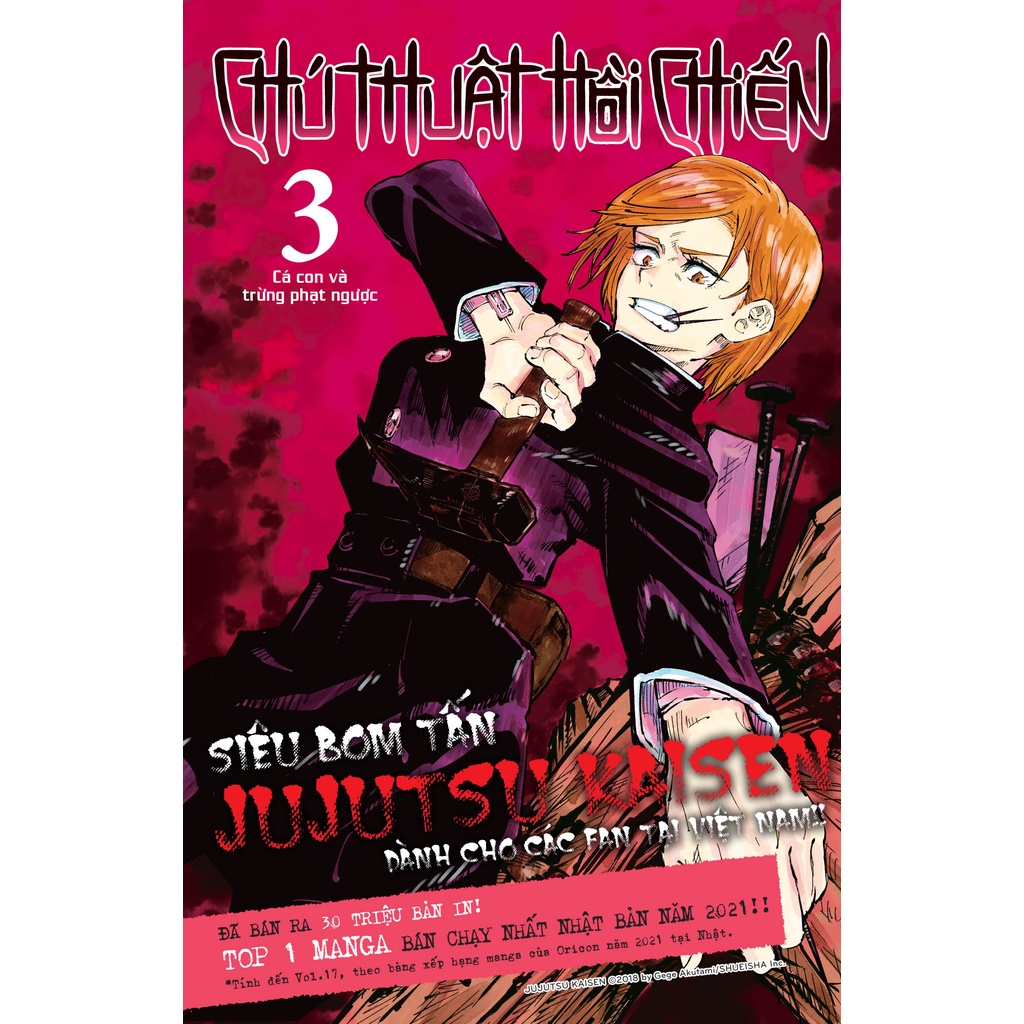 CHÚ THUẬT HỒI CHIẾN
3
Cá con và
trừng phạt ngược
SIÊU BOM TẤN
JUJUTSU KAISEN
DÀNH CHO CÁC FAN TẠI VIỆT NAM!!
ĐÃ BÁN RA 30 TRIỆU BẢN IN!
TOP 1 MANGA BÁN CHẠY NHẤT NHẬT BẢN NĂM 2021!!
*Tính đến Vol.17, theo bảng xếp hạng manga của Oricon năm 2021 tại Nhật.
JUJUTSU KAISEN ©2018 by Gege Akutami/SHUEISHA Inc.